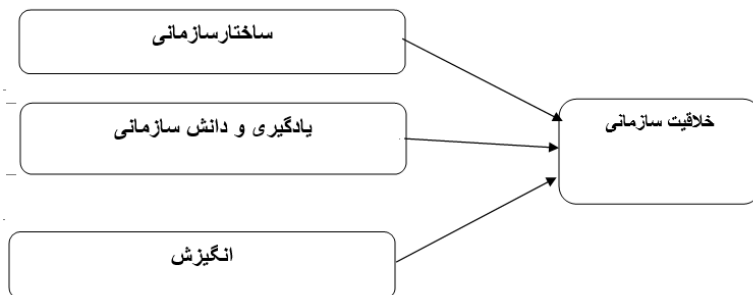 ساختارسازمانی
یادگیری و دانش سازمانی
انگیزش
خلاقیت سازمانی